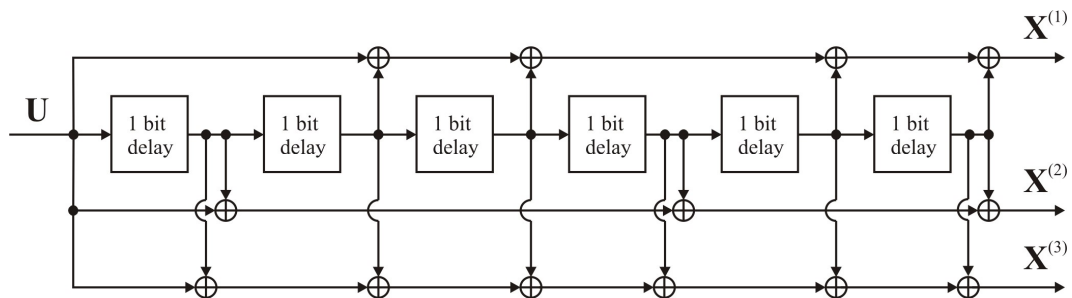 X(1)
U
1 bit
delay
1 bit
delay
1 bit
delay
1 bit
delay
1 bit
delay
1 bit
delay
X(2)
X(3)